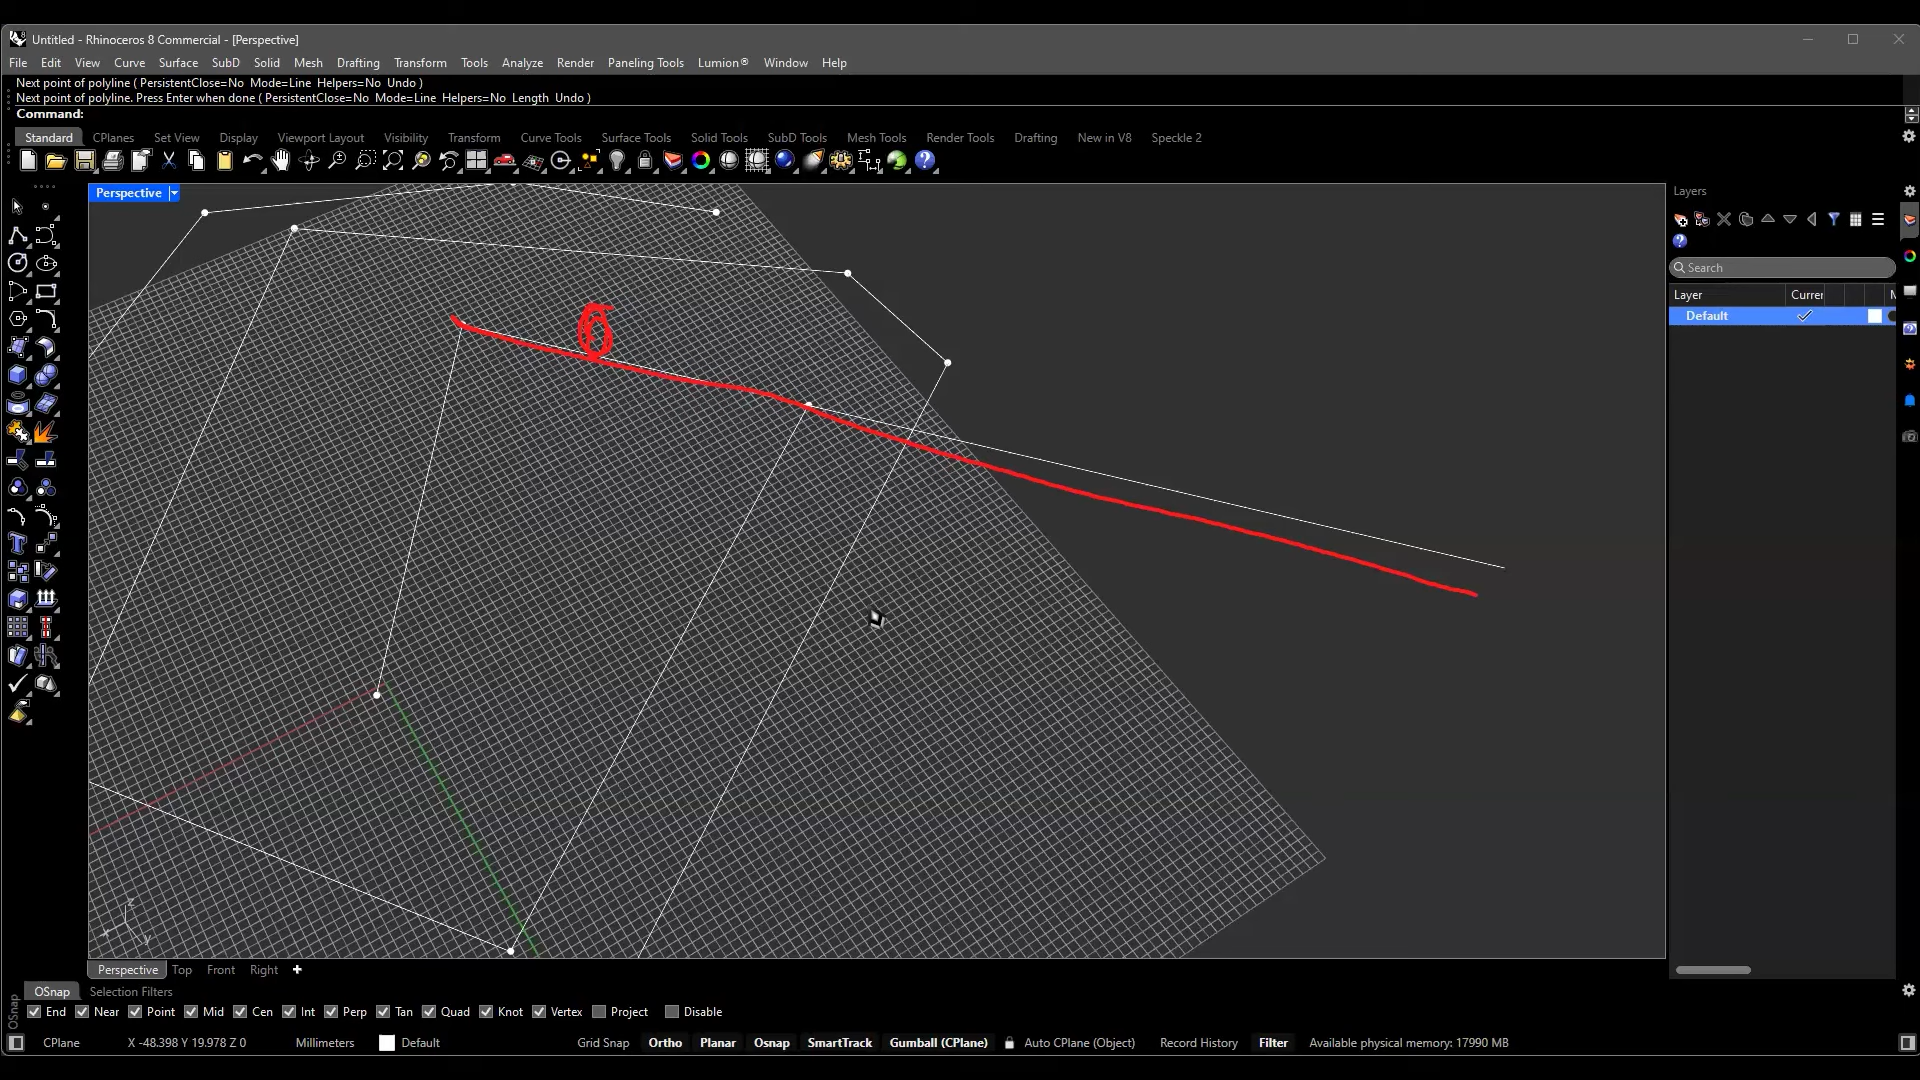 Untitled - Rhinoceros 8 Commercial - [Perspective]
File Edit View Curve Surface SubD Solid Mesh Drafting Transform Tools Analyze Render Paneling Tools Lumion® Window Help
Next point of polyline ( PersistentClose=No Mode=Line Helpers=No Undo )
Next point of polyline. Press Enter when done ( PersistentClose=No Mode=Line Helpers=No Length Undo )
Command:
Standard CPlanes Set View Display Viewport Layout Visibility Transform Curve Tools Surface Tools Solid Tools SubD Tools Mesh Tools Render Tools Drafting New in V8 Speckle 2
Perspective
Layers
Search
Layer Currer
Default
z
x y
Perspective Top Front Right
OSnap Selection Filters
OSnap
End Near Point Mid Cen Int Perp Tan Quad Knot Vertex Project Disable
CPlane X -48.398 Y 19.978 Z 0 Millimeters Default Grid Snap Ortho Planar Osnap SmartTrack Gumball (CPlane) Auto CPlane (Object) Record History Filter Available physical memory: 17990 MB